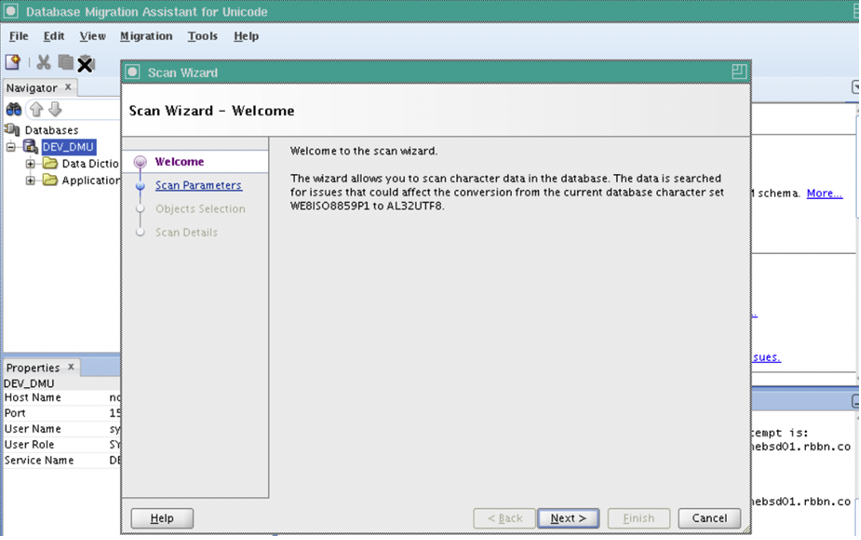 Database Migration Assistant for Unicode
File Edit View Migration Tools Help
Navigator x
Databases
DEV_DMU
Data Dictio
Application
Properties x
DEV_DMU
Host Name no
Port 15
User Name sy
User Role SY
Service Name DE
Scan Wizard
Scan Wizard - Welcome
Welcome
Scan Parameters
Objects Selection
Scan Details
Welcome to the scan wizard.
The wizard allows you to scan character data in the database. The data is searched
for issues that could affect the conversion from the current database character set
WE8ISO8859P1 to AL32UTF8.
Help < Back Next > Finish Cancel
schema. More...
sues.
tempt is:
ebsd01.rbbn.co
ebsd01.rbbn.co